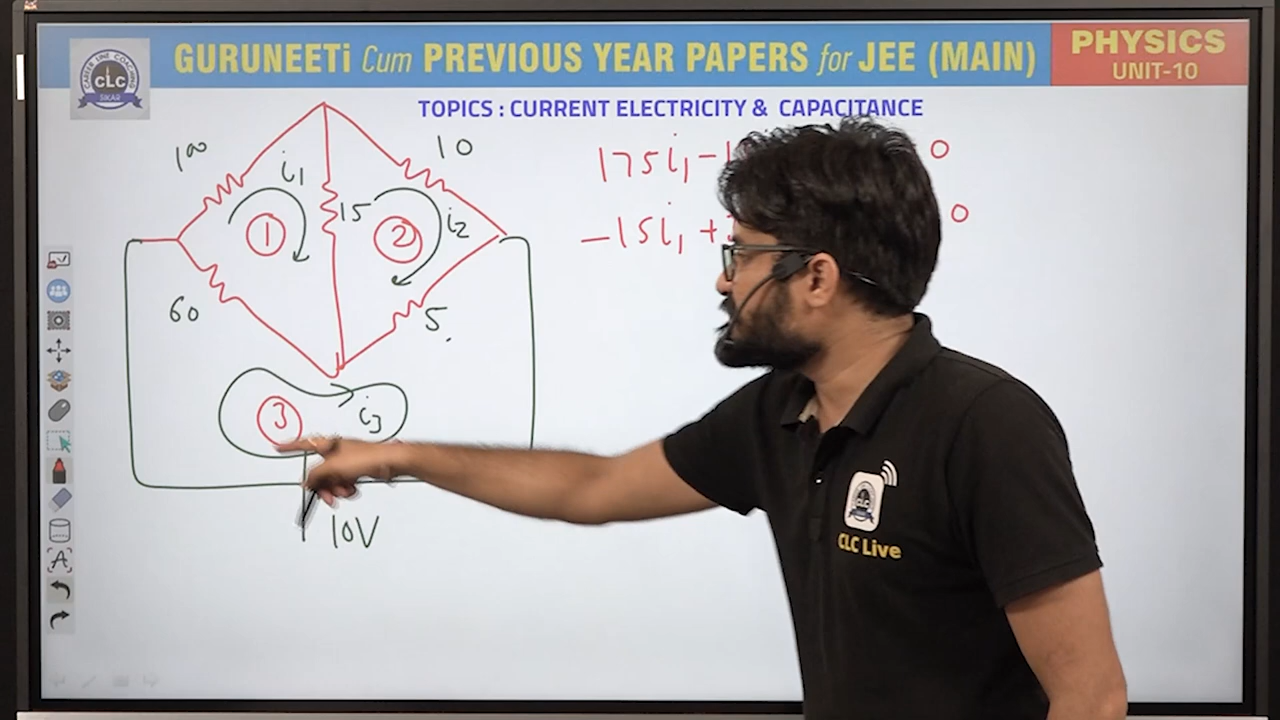 GURUNEETi Cum PREVIOUS YEAR PAPERS for JEE (MAIN)
PHYSICS
UNIT-10
CLC
SIKAR
TOPICS : CURRENT ELECTRICITY & CAPACITANCE
100
10
i1
15
i2
1
2
60
5
3
i3
10V
175i1 - 0
-15i1 + 0
CLC Live